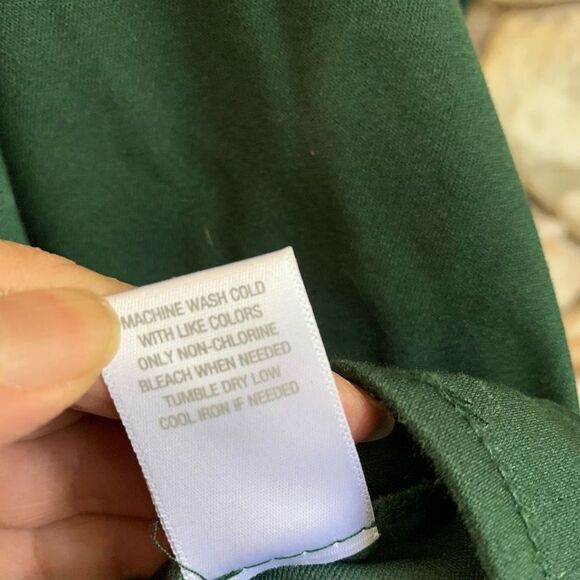 MACHINE WASH COLD
WITH LIKE COLORS
ONLY NON-CHLORINE
BLEACH WHEN NEEDED
TUMBLE DRY LOW
COOL IRON IF NEEDED